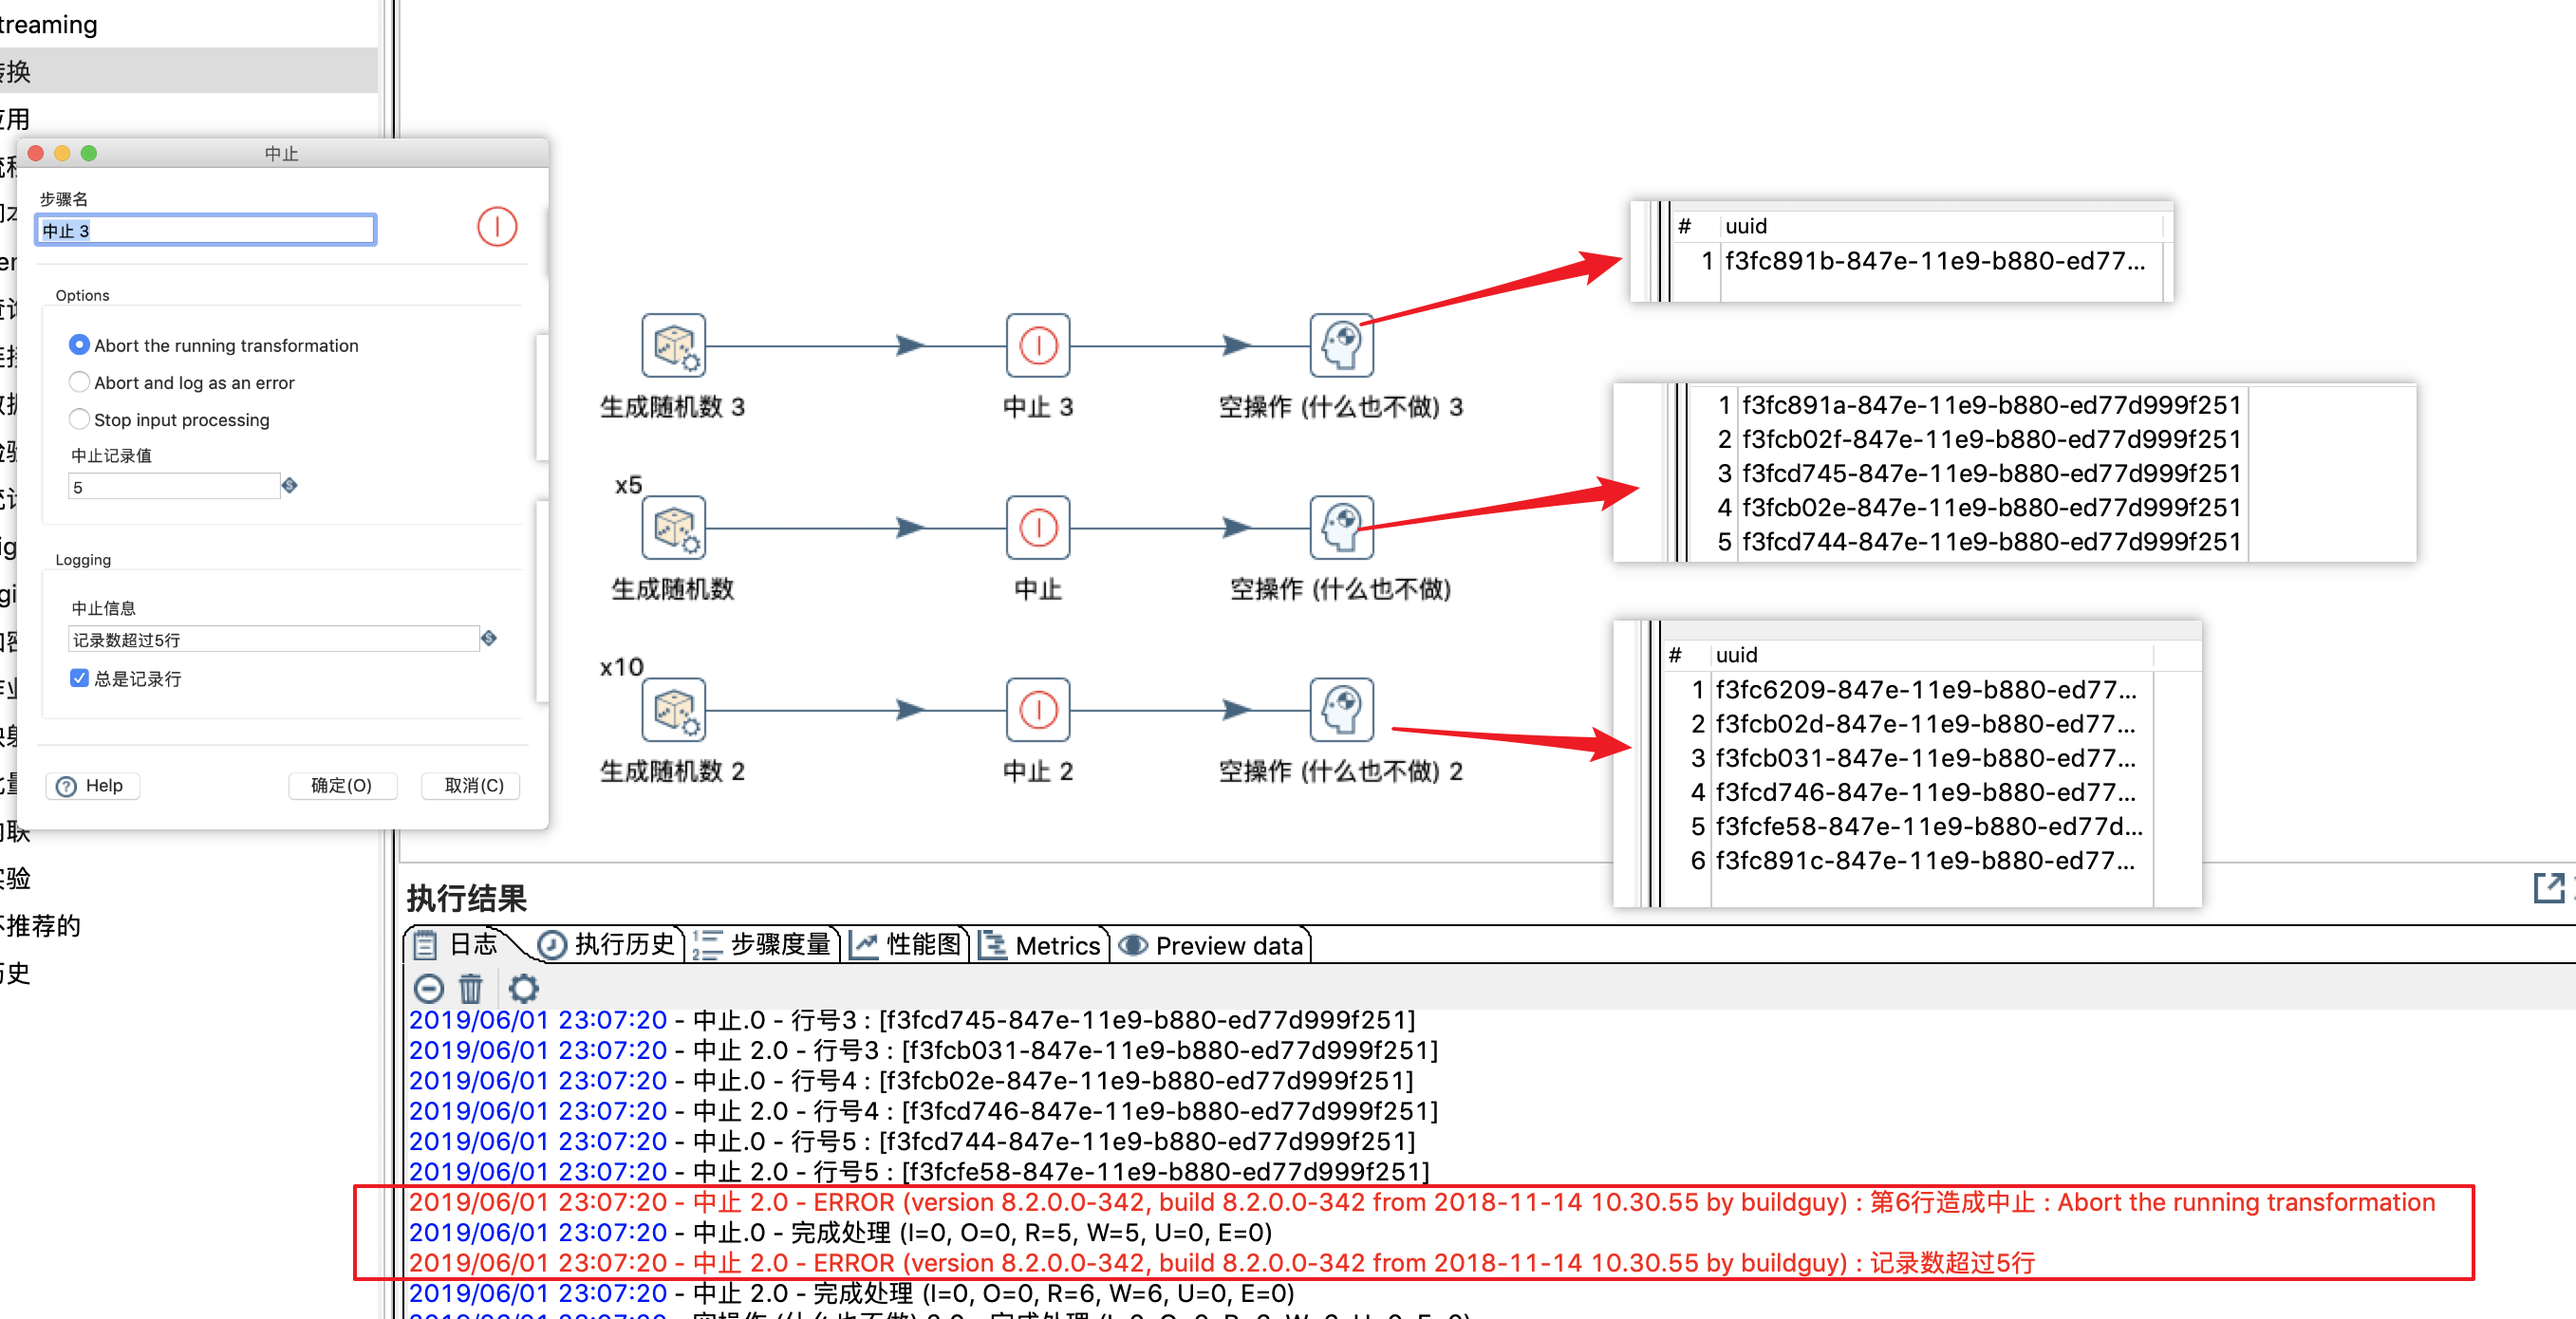 treaming
转换
应用
中止
步骤名
中止 3
Options
Abort the running transformation
Abort and log as an error
Stop input processing
中止记录值
5
Logging
中止信息
记录数超过5行
总是记录行
Help
确定(O)
取消(C)
实验
不推荐的
历史
生成随机数 3
中止 3
空操作 (什么也不做) 3
x5
生成随机数
中止
空操作 (什么也不做)
x10
生成随机数 2
中止 2
空操作 (什么也不做) 2
# uuid
1 f3fc891b-847e-11e9-b880-ed77...
1 f3fc891a-847e-11e9-b880-ed77d999f251
2 f3fcb02f-847e-11e9-b880-ed77d999f251
3 f3fcd745-847e-11e9-b880-ed77d999f251
4 f3fcb02e-847e-11e9-b880-ed77d999f251
5 f3fcd744-847e-11e9-b880-ed77d999f251
# uuid
1 f3fc6209-847e-11e9-b880-ed77...
2 f3fcb02d-847e-11e9-b880-ed77...
3 f3fcb031-847e-11e9-b880-ed77...
4 f3fcd746-847e-11e9-b880-ed77...
5 f3fcfe58-847e-11e9-b880-ed77d...
6 f3fc891c-847e-11e9-b880-ed77...
执行结果
日志 执行历史 步骤度量 性能图 Metrics Preview data
2019/06/01 23:07:20 - 中止.0 - 行号3 : [f3fcd745-847e-11e9-b880-ed77d999f251]
2019/06/01 23:07:20 - 中止 2.0 - 行号3 : [f3fcb031-847e-11e9-b880-ed77d999f251]
2019/06/01 23:07:20 - 中止.0 - 行号4 : [f3fcb02e-847e-11e9-b880-ed77d999f251]
2019/06/01 23:07:20 - 中止 2.0 - 行号4 : [f3fcd746-847e-11e9-b880-ed77d999f251]
2019/06/01 23:07:20 - 中止.0 - 行号5 : [f3fcd744-847e-11e9-b880-ed77d999f251]
2019/06/01 23:07:20 - 中止 2.0 - 行号5 : [f3fcfe58-847e-11e9-b880-ed77d999f251]
2019/06/01 23:07:20 - 中止 2.0 - ERROR (version 8.2.0.0-342, build 8.2.0.0-342 from 2018-11-14 10.30.55 by buildguy) : 第6行造成中止 : Abort the running transformation
2019/06/01 23:07:20 - 中止.0 - 完成处理 (I=0, O=0, R=5, W=5, U=0, E=0)
2019/06/01 23:07:20 - 中止 2.0 - ERROR (version 8.2.0.0-342, build 8.2.0.0-342 from 2018-11-14 10.30.55 by buildguy) : 记录数超过5行
2019/06/01 23:07:20 - 中止 2.0 - 完成处理 (I=0, O=0, R=6, W=6, U=0, E=0)